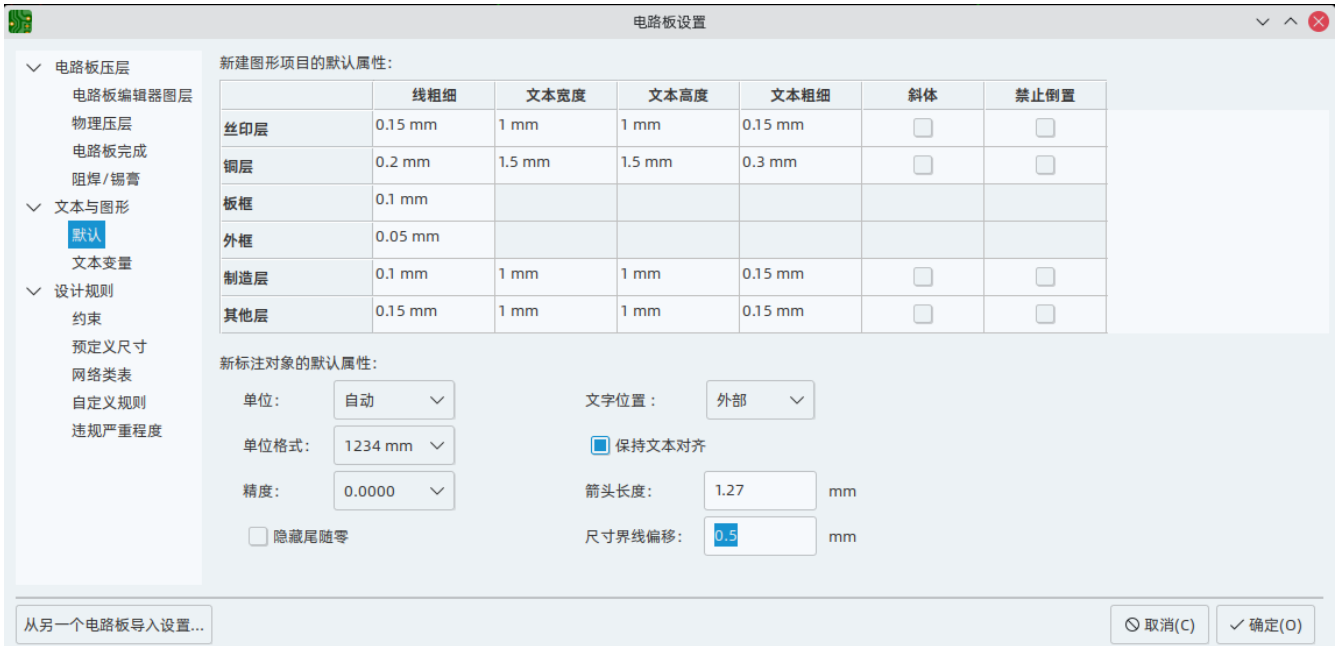 电路板设置
电路板压层
电路板编辑器图层
物理压层
电路板完成
阻焊/锡膏
文本与图形
默认
文本变量
设计规则
约束
预定义尺寸
网络类表
自定义规则
违规严重程度
新建图形项目的默认属性:
线粗细 文本宽度 文本高度 文本粗细 斜体 禁止倒置
丝印层 0.15 mm 1 mm 1 mm 0.15 mm
铜层 0.2 mm 1.5 mm 1.5 mm 0.3 mm
板框 0.1 mm
外框 0.05 mm
制造层 0.1 mm 1 mm 1 mm 0.15 mm
其他层 0.15 mm 1 mm 1 mm 0.15 mm
新标注对象的默认属性:
单位: 自动 文字位置: 外部
单位格式: 1234 mm 保持文本对齐
精度: 0.0000 箭头长度: 1.27 mm
隐藏尾随零 尺寸界线偏移: 0.5 mm
从另一个电路板导入设置... 取消(C) 确定(O)